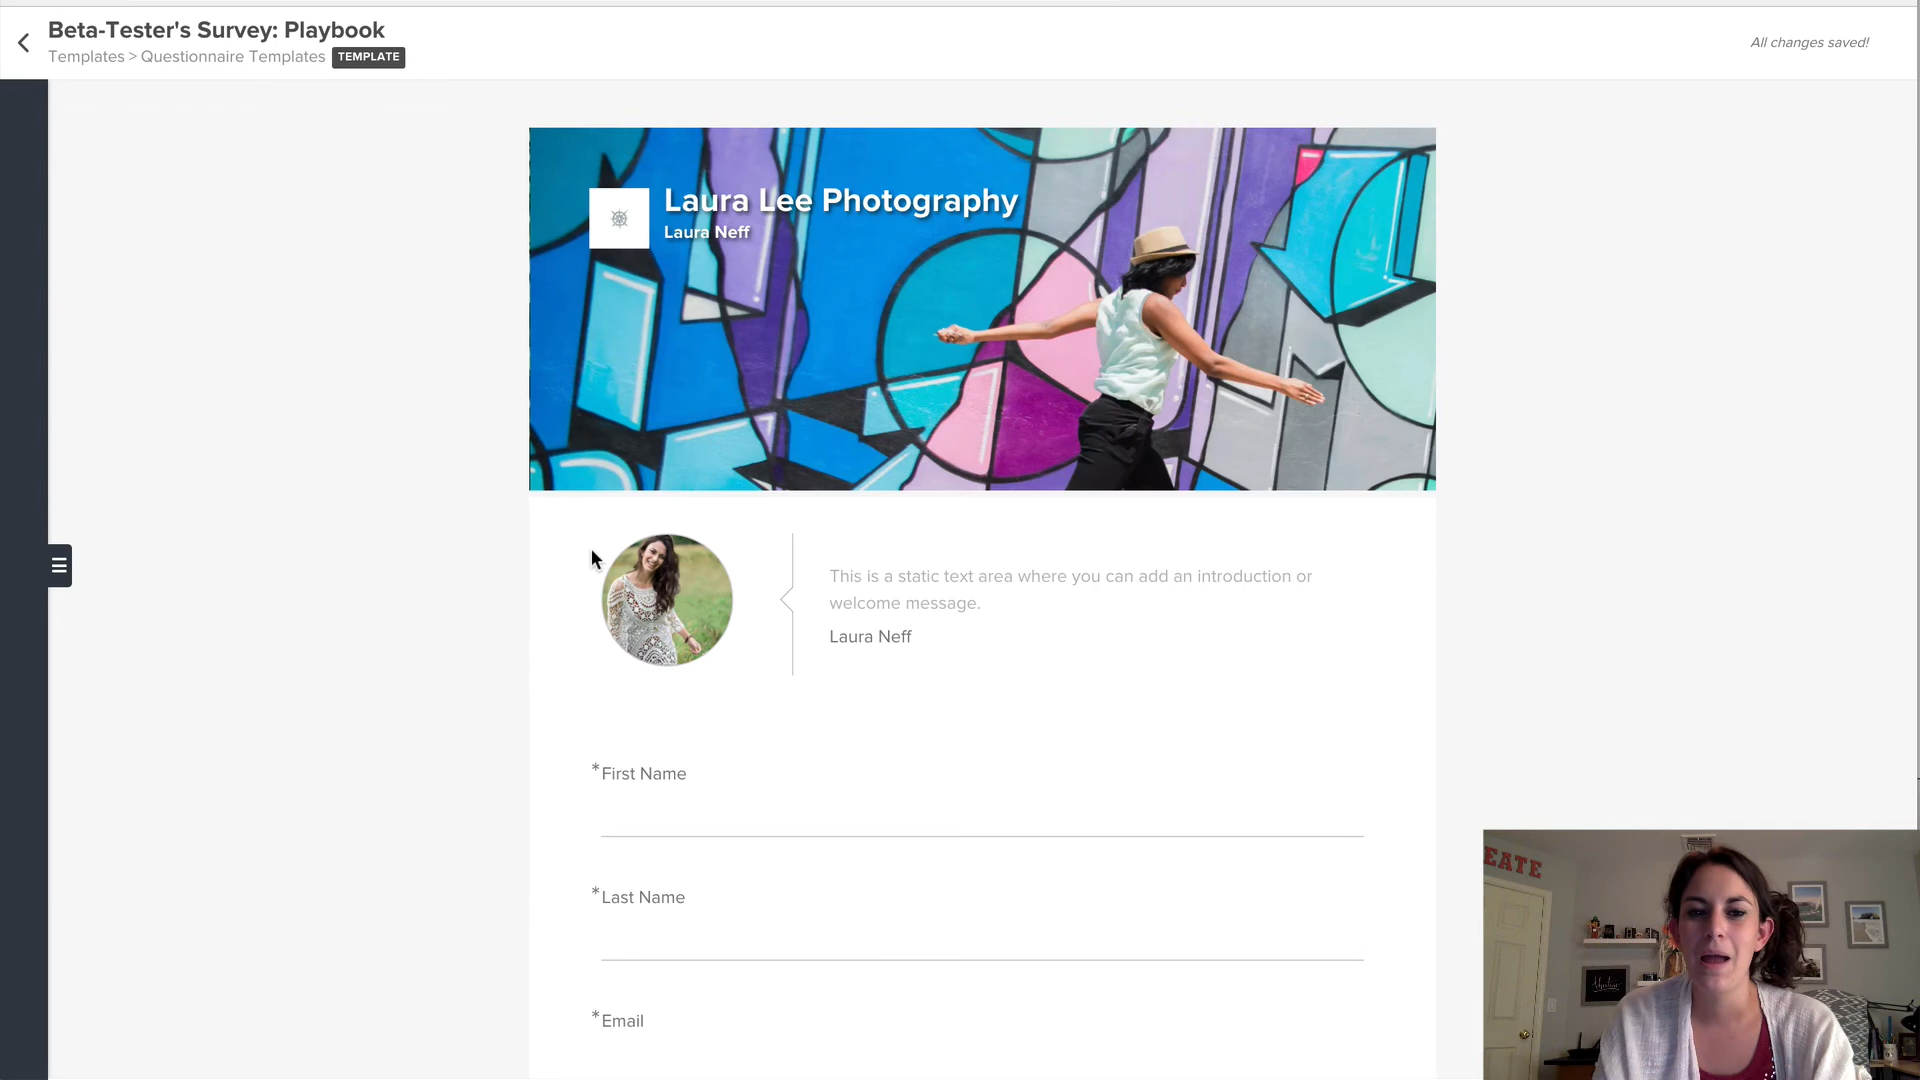 Beta-Tester's Survey: Playbook
Templates > Questionnaire Templates TEMPLATE
All changes saved!
Laura Lee Photography
Laura Neff
This is a static text area where you can add an introduction or
welcome message.
Laura Neff
*First Name
*Last Name
*Email
EATE